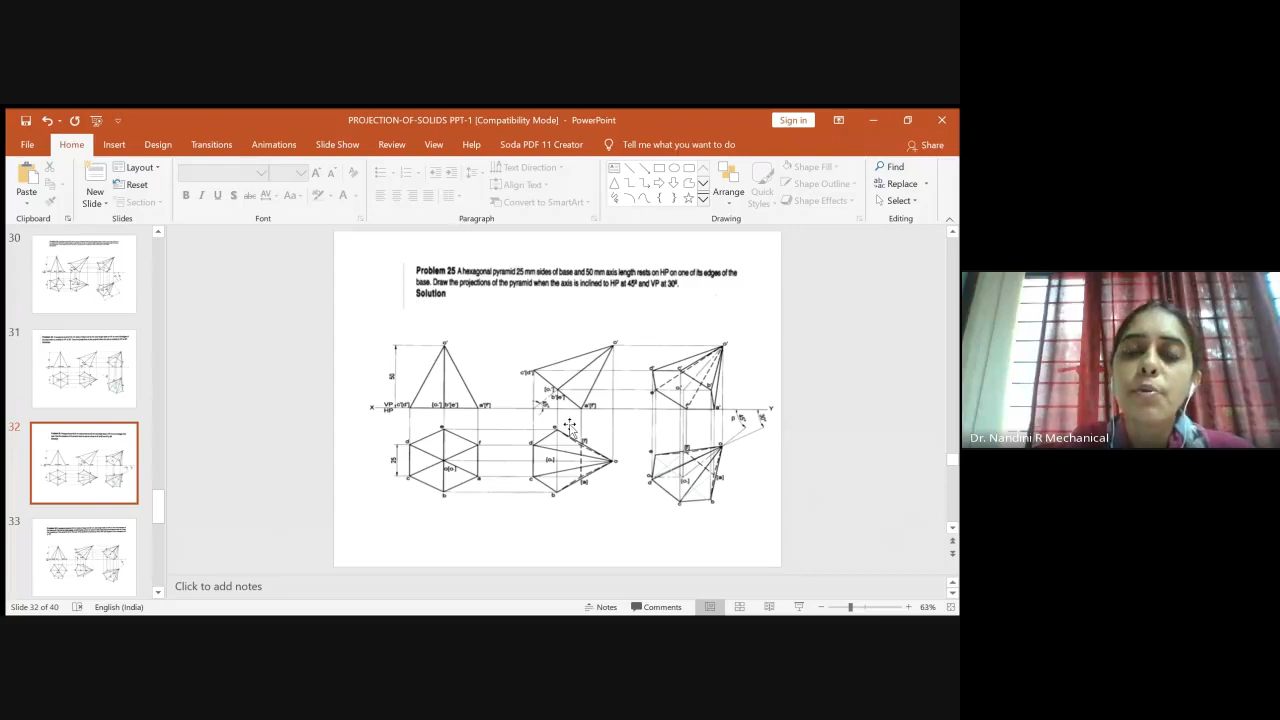 PROJECTION-OF-SOLIDS PPT-1 [Compatibility Mode] - PowerPoint
Sign in
File Home Insert Design Transitions Animations Slide Show Review View Help Soda PDF 11 Creator Tell me what you want to do Share
Paste
New Slide
Layout
Reset
Section
B I U S abc AV Aa A
Text Direction
Align Text
Convert to SmartArt
Arrange
Quick Styles
Shape Fill
Shape Outline
Shape Effects
Find
Replace
Select
Clipboard Slides Font Paragraph Drawing Editing
30
31
32
33
Problem 25 A hexagonal pyramid 25 mm sides of base and 50 mm axis length rests on HP on one of its edges of the
base. Draw the projections of the pyramid when the axis is inclined to HP at 45º and VP at 30º.
Solution
o' o' o'
50
c'[d']
X VP HP c'[d'] [o.'] b'[e'] a'[f'] [o.'] b'[e'] a'[f'] Y
25
d e f c b a o[o.]
d e [f] c b [a] [o.] o
Dr. Nandini R Mechanical
Click to add notes
Slide 32 of 40 English (India) Notes Comments 63%